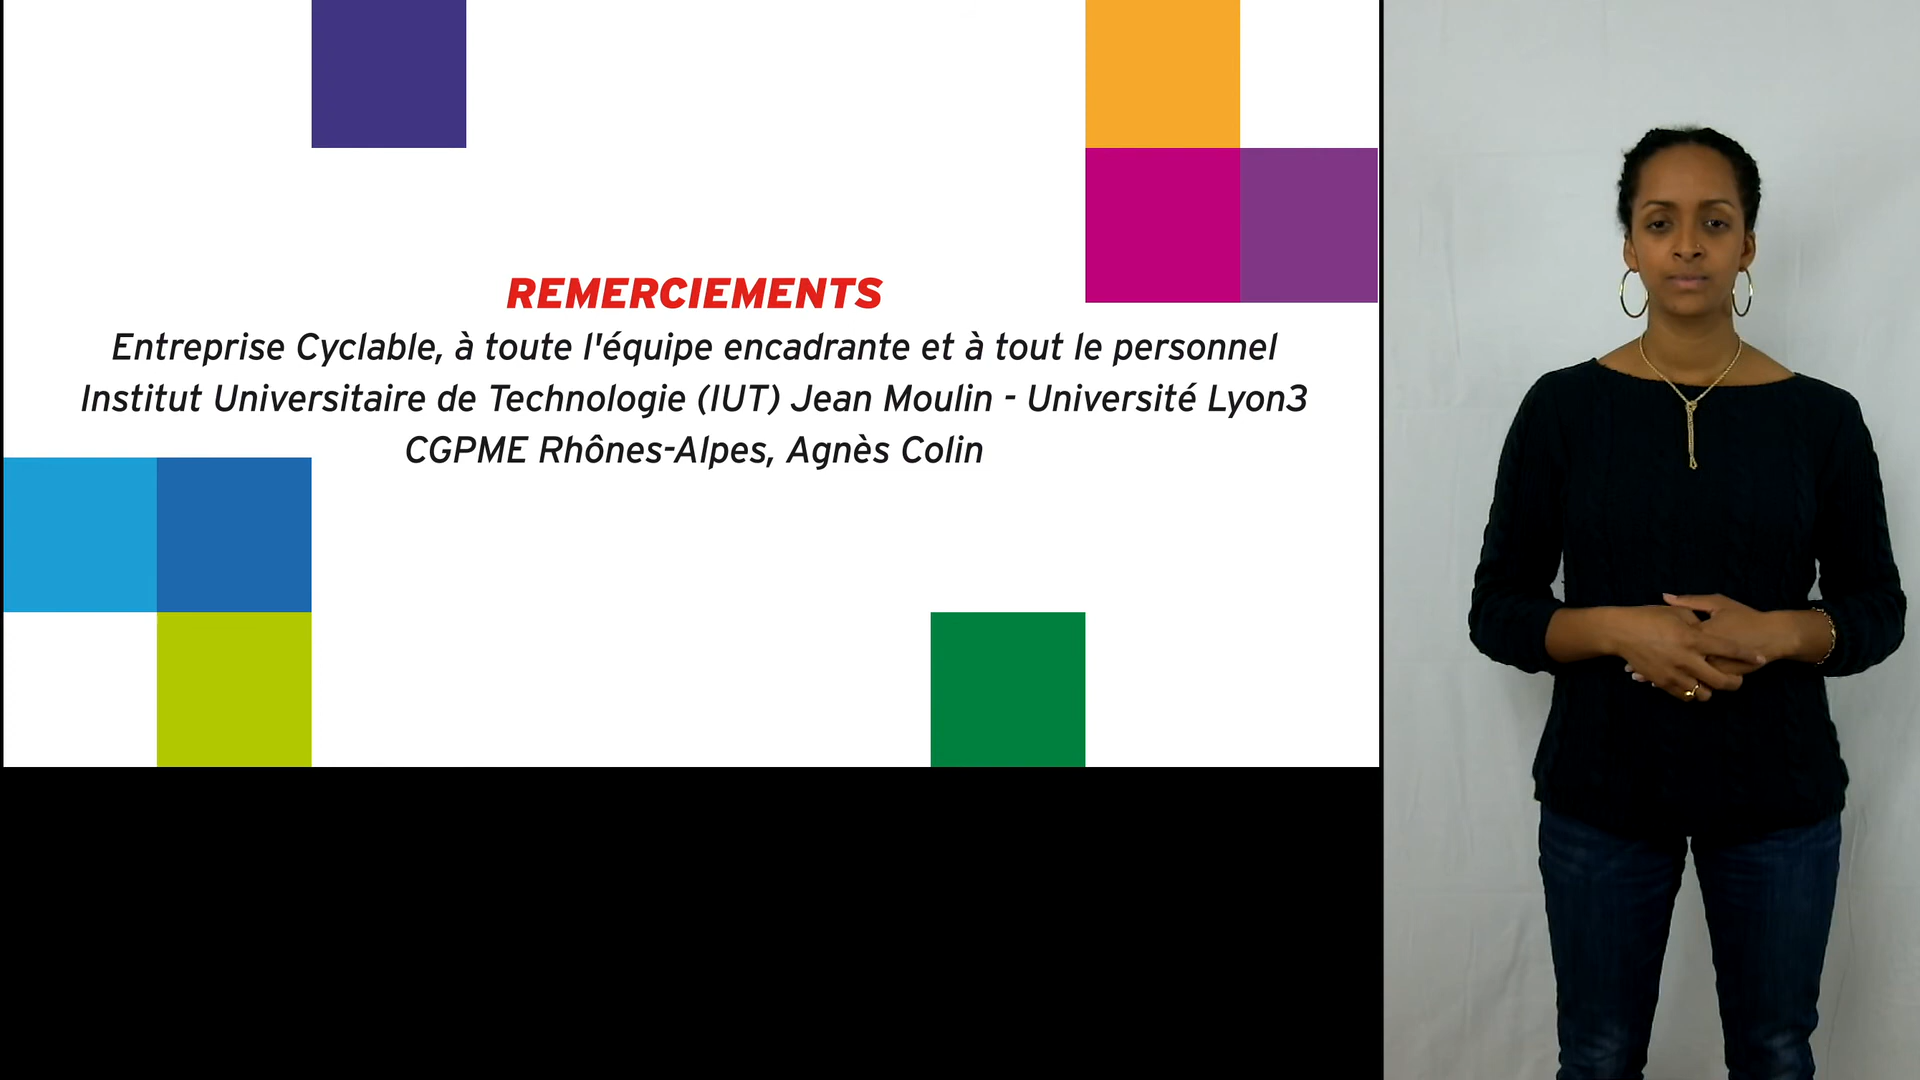 REMERCIEMENTS
Entreprise Cyclable, à toute l'équipe encadrante et à tout le personnel
Institut Universitaire de Technologie (IUT) Jean Moulin - Université Lyon3
CGPME Rhônes-Alpes, Agnès Colin